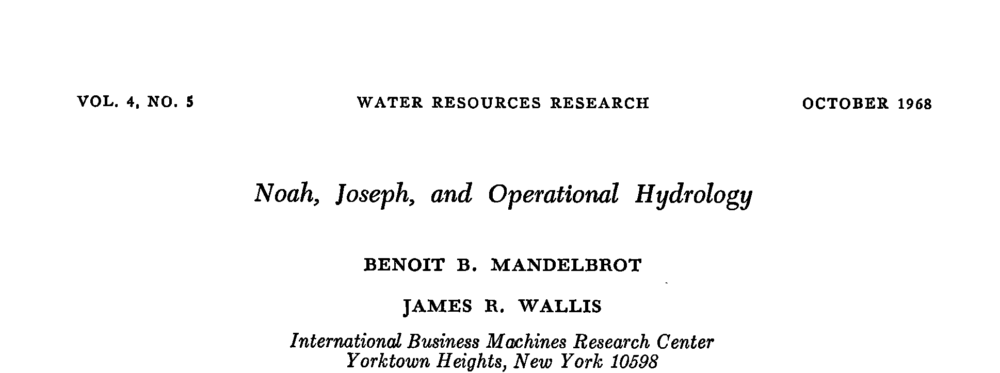 VOL. 4, NO. 5 WATER RESOURCES RESEARCH OCTOBER 1968
Noah, Joseph, and Operational Hydrology
BENOIT B. MANDELBROT
JAMES R. WALLIS
International Business Machines Research Center
Yorktown Heights, New York 10598